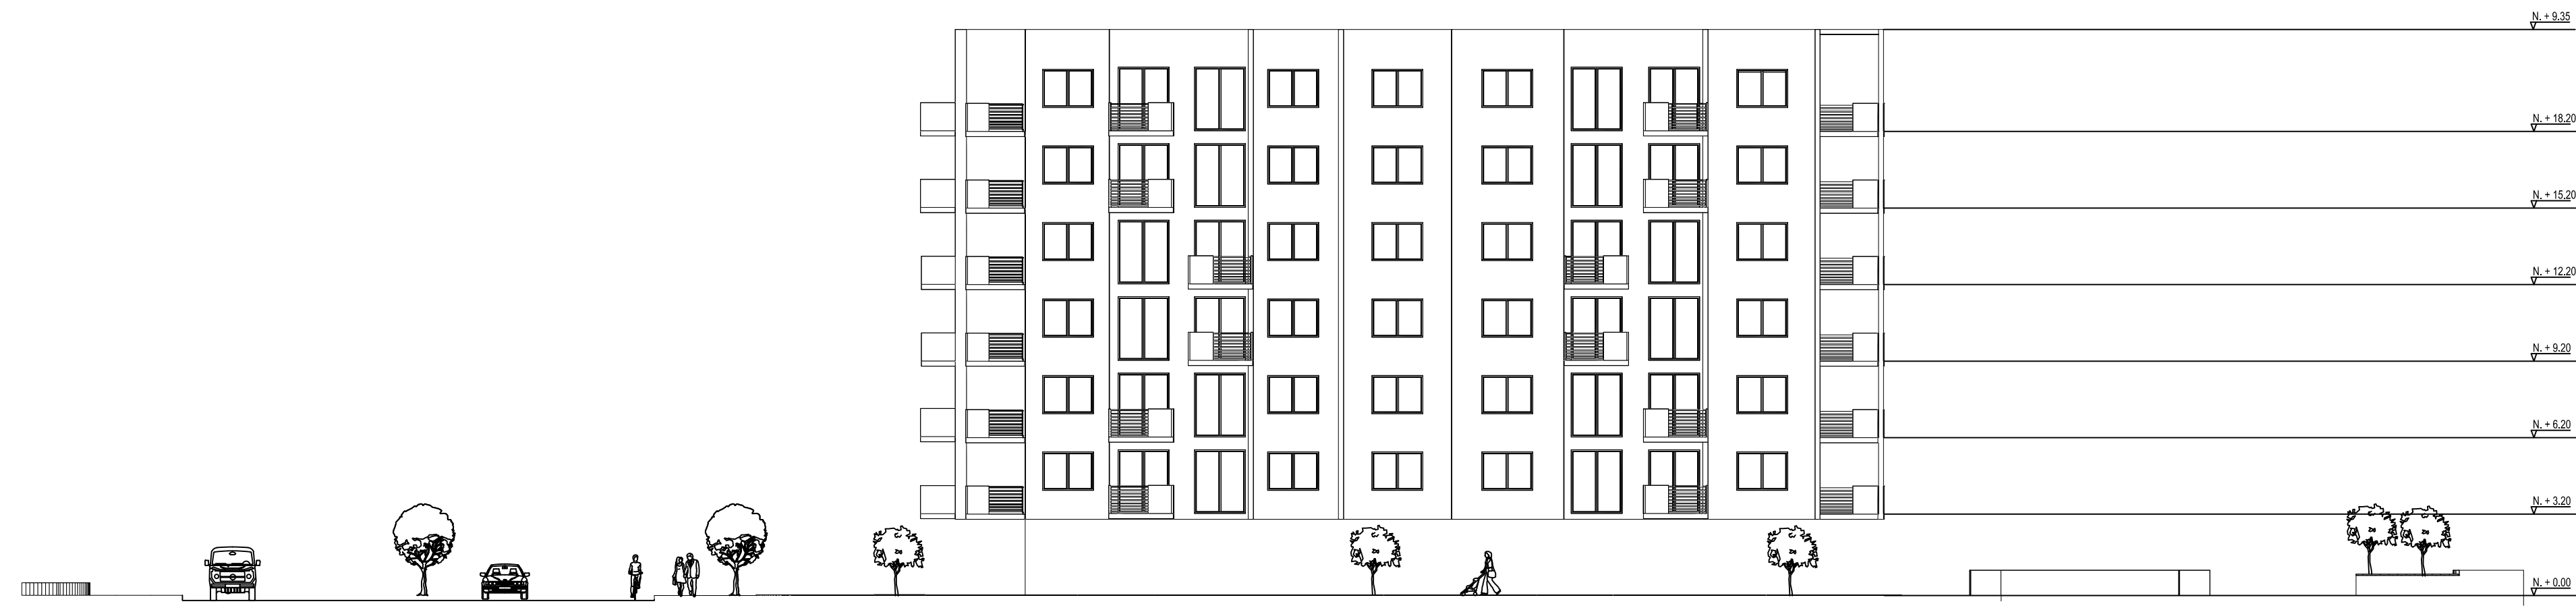 N. + 9.35
N. + 18.20
N. + 15.20
N. + 12.20
N. + 9.20
N. + 6.20
N. + 3.20
N. + 0.00